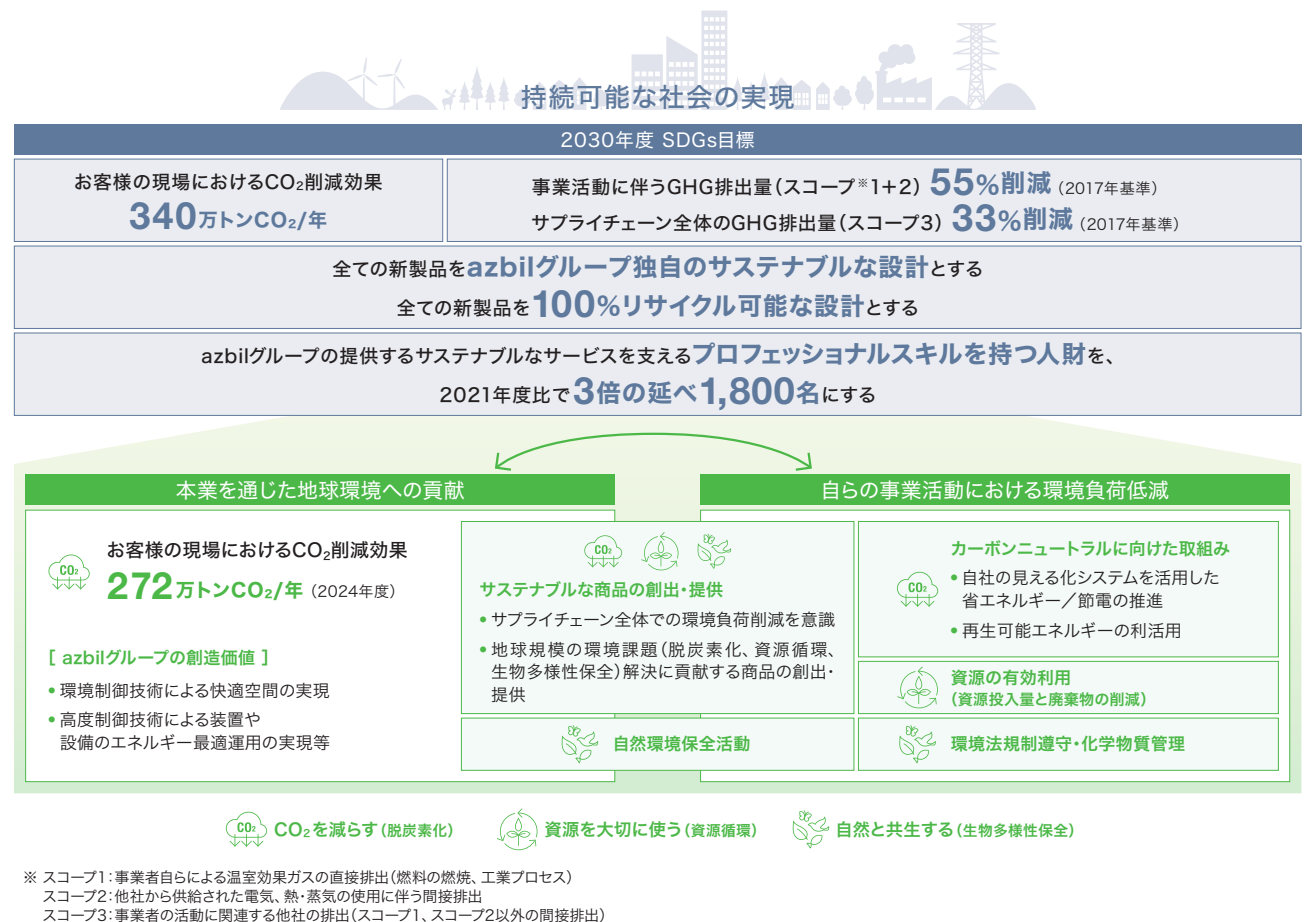 持続可能な社会の実現
2030年度 SDGs目標
お客様の現場におけるCO₂削減効果
340万トンCO₂/年
事業活動に伴うGHG排出量(スコープ※1+2) 55%削減 (2017年基準)
サプライチェーン全体のGHG排出量(スコープ3) 33%削減 (2017年基準)
全ての新製品をazbilグループ独自のサステナブルな設計とする
全ての新製品を100%リサイクル可能な設計とする
azbilグループの提供するサステナブルなサービスを支えるプロフェッショナルスキルを持つ人財を、
2021年度比で3倍の延べ1,800名にする
本業を通じた地球環境への貢献
CO₂
お客様の現場におけるCO₂削減効果
272万トンCO₂/年 (2024年度)
[ azbilグループの創造価値 ]
• 環境制御技術による快適空間の実現
• 高度制御技術による装置や
設備のエネルギー最適運用の実現等
CO₂
サステナブルな商品の創出・提供
• サプライチェーン全体での環境負荷削減を意識
• 地球規模の環境課題(脱炭素化、資源循環、
生物多様性保全)解決に貢献する商品の創出・
提供
自然環境保全活動
自らの事業活動における環境負荷低減
CO₂
カーボンニュートラルに向けた取組み
• 自社の見える化システムを活用した
省エネルギー／節電の推進
• 再生可能エネルギーの利活用
資源の有効利用
(資源投入量と廃棄物の削減)
環境法規制遵守・化学物質管理
CO₂ CO₂を減らす(脱炭素化)
資源を大切に使う(資源循環)
自然と共生する(生物多様性保全)
※ スコープ1：事業者自らによる温室効果ガスの直接排出(燃料の燃焼、工業プロセス)
スコープ2：他社から供給された電気、熱・蒸気の使用に伴う間接排出
スコープ3：事業者の活動に関連する他社の排出(スコープ1、スコープ2以外の間接排出)